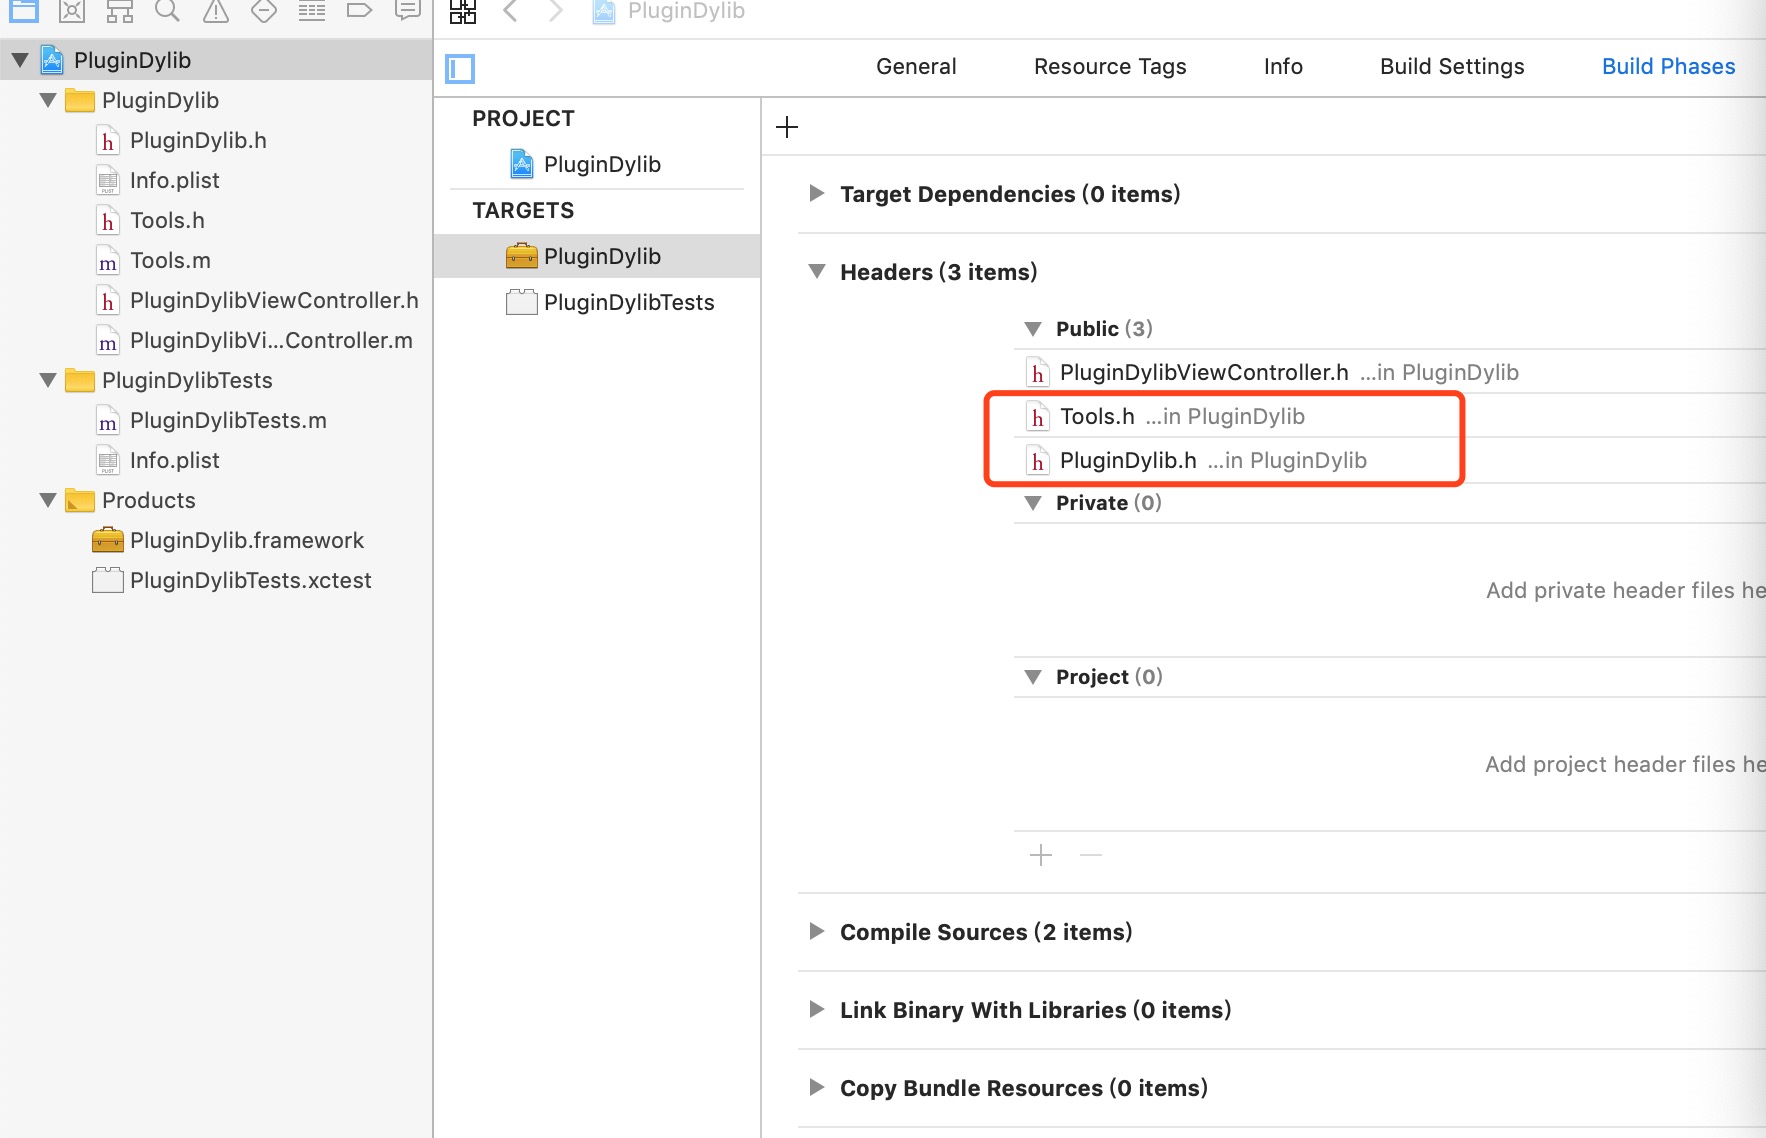 PluginDylib
PluginDylib
PluginDylib
h PluginDylib.h
Info.plist
h Tools.h
m Tools.m
h PluginDylibViewController.h
m PluginDylibVi...Controller.m
PluginDylibTests
m PluginDylibTests.m
Info.plist
Products
PluginDylib.framework
PluginDylibTests.xctest
General Resource Tags Info Build Settings Build Phases
PROJECT
PluginDylib
TARGETS
PluginDylib
PluginDylibTests
Target Dependencies (0 items)
Headers (3 items)
Public (3)
h PluginDylibViewController.h ...in PluginDylib
h Tools.h ...in PluginDylib
h PluginDylib.h ...in PluginDylib
Private (0)
Add private header files he
Project (0)
Add project header files he
Compile Sources (2 items)
Link Binary With Libraries (0 items)
Copy Bundle Resources (0 items)